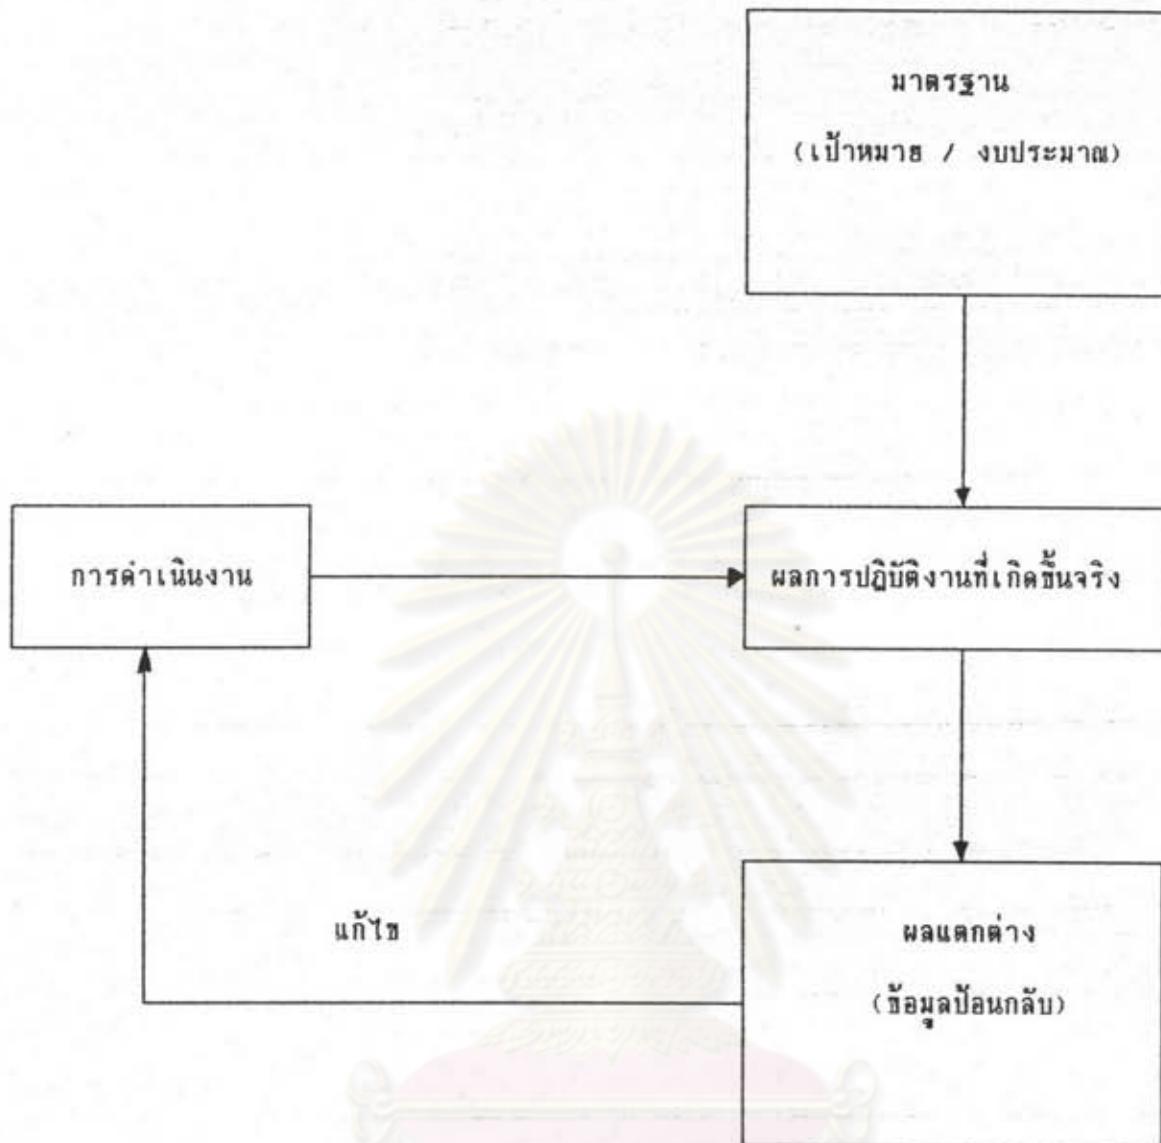 มาตรฐาน
(เป้าหมาย / งบประมาณ)
การดำเนินงาน
ผลการปฎิบัติงานที่เกิดขึ้นจริง
แก้ไข
ผลแตกต่าง
(ข้อมูลป้อนกลับ)